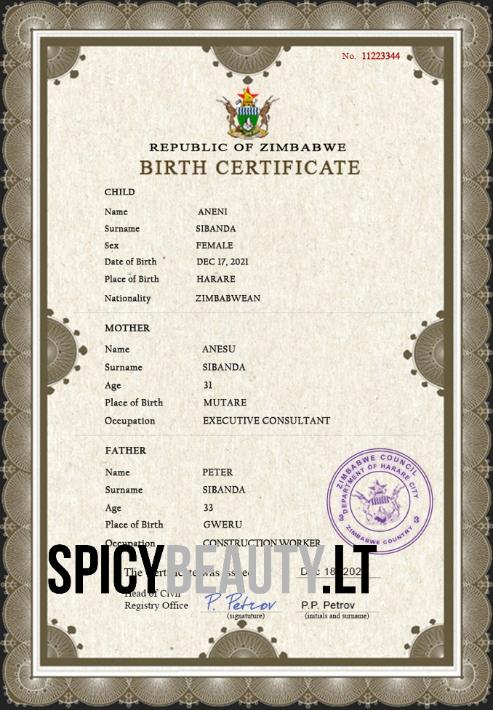 No. 11223344
REPUBLIC OF ZIMBABWE
BIRTH CERTIFICATE
CHILD
Name ANENI
Surname SIBANDA
Sex FEMALE
Date of Birth DEC 17, 2021
Place of Birth HARARE
Nationality ZIMBABWEAN
MOTHER
Name ANESU
Surname SIBANDA
Age 31
Place of Birth MUTARE
Occupation EXECUTIVE CONSULTANT
FATHER
Name PETER
Surname SIBANDA
Age 33
Place of Birth GWERU
Occupation CONSTRUCTION WORKER
ZIMBABWE COUNCIL
DEPARTMENT OF HARARE CITY
ZIMBABWE COUNTRY
SPICYBEAUTY.LT
The Certificate was issued Dec 18, 202
Head of Civil
Registry Office P. Petrov P.P. Petrov
(signatature) (initials and surname)